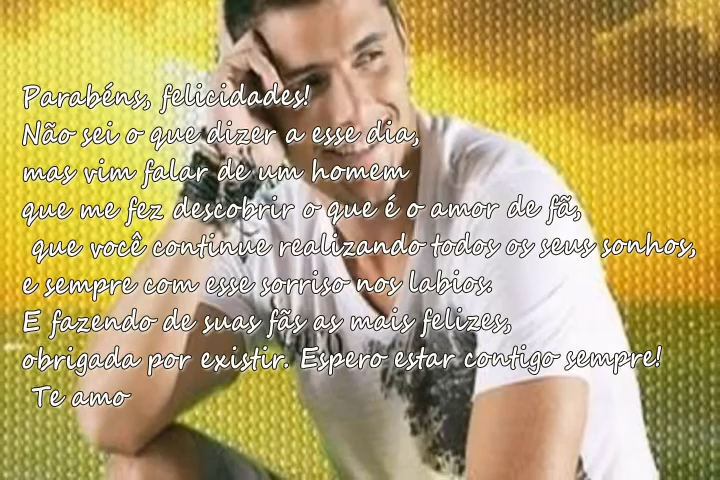 Parabéns, felicidades!
Não sei o que dizer a esse dia,
mas vim falar de um homem
que me fez descobrir o que é o amor de fã,
que você continue realizando todos os seus sonhos,
e sempre com esse sorriso nos labios.
E fazendo de suas fãs as mais felizes,
obrigada por existir. Espero estar contigo sempre!
Te amo